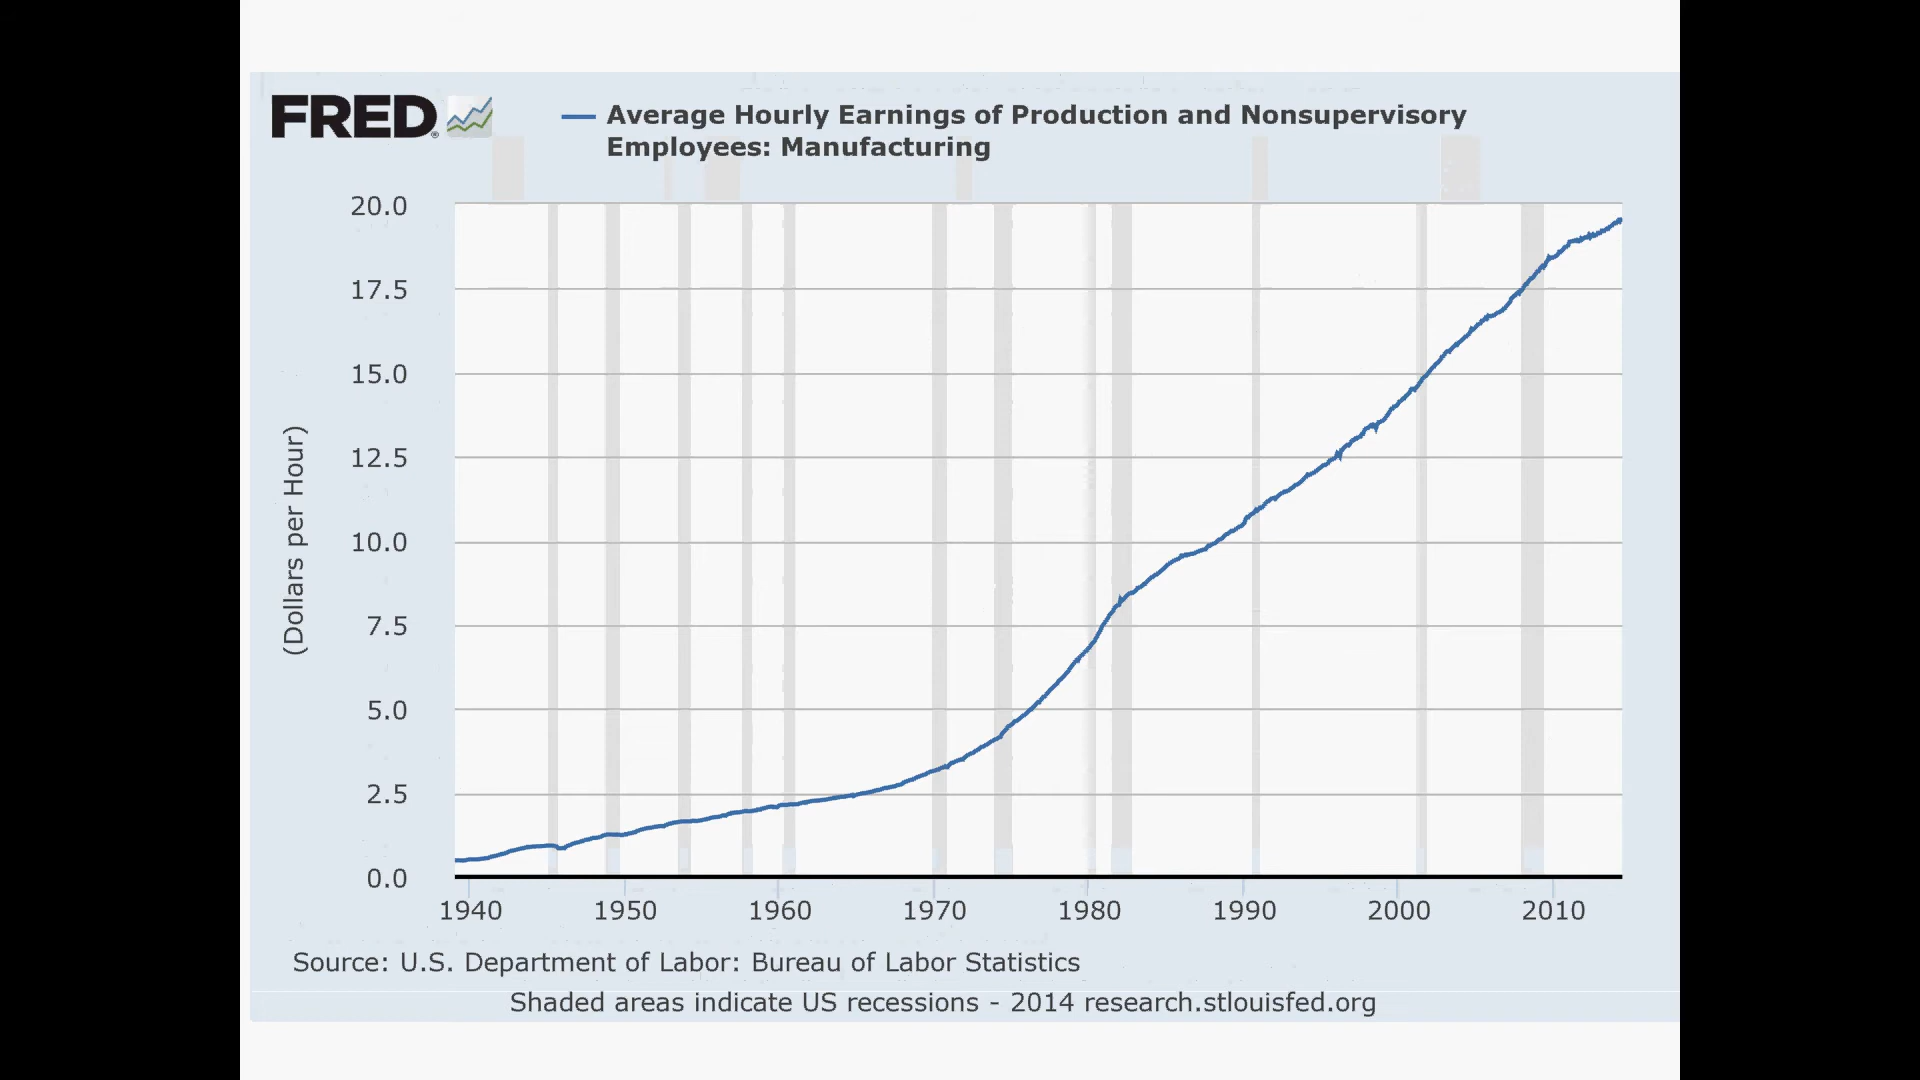 FRED®
Average Hourly Earnings of Production and Nonsupervisory
Employees: Manufacturing
20.0
17.5
15.0
12.5
10.0
7.5
5.0
2.5
0.0
(Dollars per Hour)
1940 1950 1960 1970 1980 1990 2000 2010
Source: U.S. Department of Labor: Bureau of Labor Statistics
Shaded areas indicate US recessions - 2014 research.stlouisfed.org